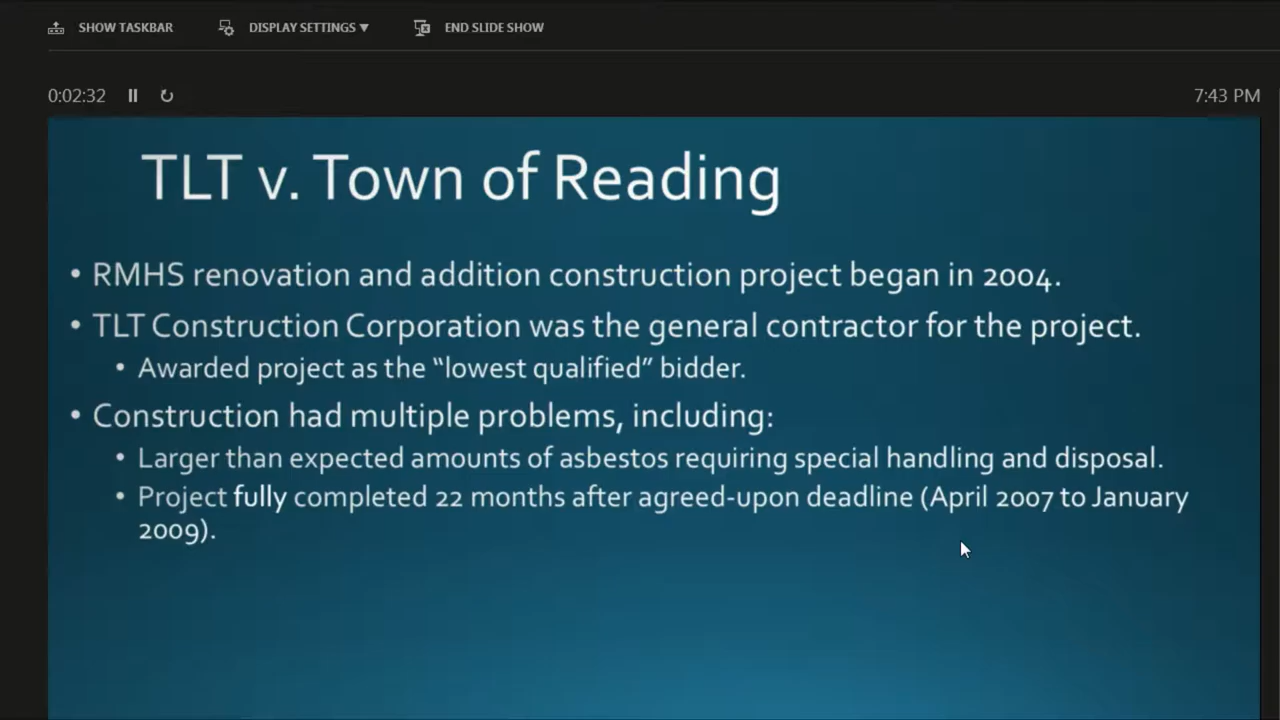 SHOW TASKBAR DISPLAY SETTINGS ▼ END SLIDE SHOW
0:02:32 7:43 PM
TLT v. Town of Reading
• RMHS renovation and addition construction project began in 2004.
• TLT Construction Corporation was the general contractor for the project.
• Awarded project as the “lowest qualified” bidder.
• Construction had multiple problems, including:
• Larger than expected amounts of asbestos requiring special handling and disposal.
• Project fully completed 22 months after agreed-upon deadline (April 2007 to January
2009).